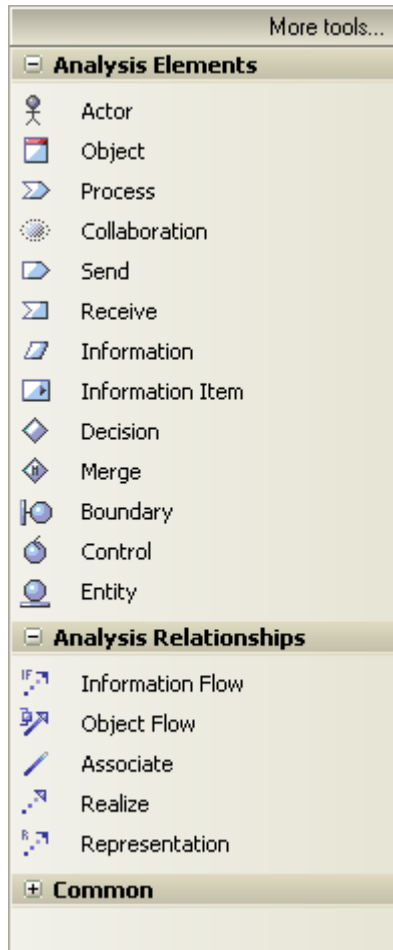 More tools...
Analysis Elements
Actor
Object
Process
Collaboration
Send
Receive
Information
Information Item
Decision
Merge
Boundary
Control
Entity
Analysis Relationships
Information Flow
Object Flow
Associate
Realize
Representation
Common